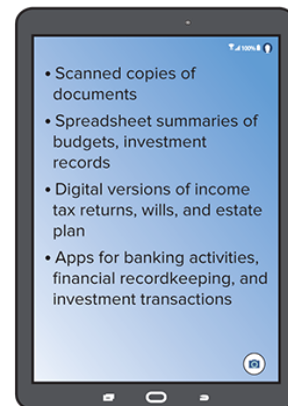 100%
• Scanned copies of
documents
• Spreadsheet summaries of
budgets, investment
records
• Digital versions of income
tax returns, wills, and estate
plan
• Apps for banking activities,
financial recordkeeping, and
investment transactions